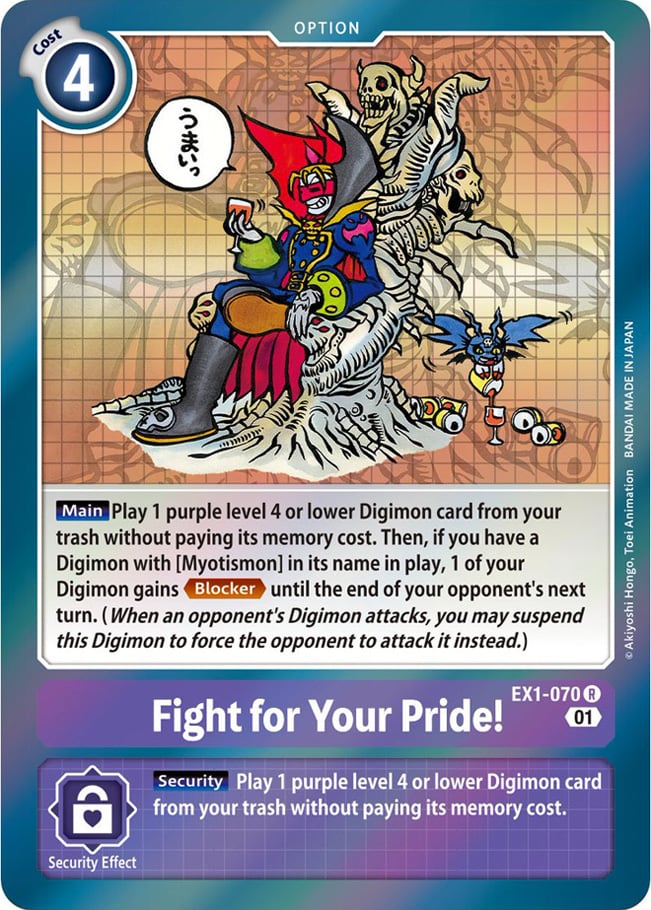 OPTION
Cost
4
うまいっ
Main Play 1 purple level 4 or lower Digimon card from your
trash without paying its memory cost. Then, if you have a
Digimon with [Myotismon] in its name in play, 1 of your
Digimon gains Blocker until the end of your opponent's next
turn. (When an opponent's Digimon attacks, you may suspend
this Digimon to force the opponent to attack it instead.)
© Akiyoshi Hongo, Toei Animation BANDAI MADE IN JAPAN
EX1-070 R
Fight for Your Pride!
01
Security Play 1 purple level 4 or lower Digimon card
from your trash without paying its memory cost.
Security Effect